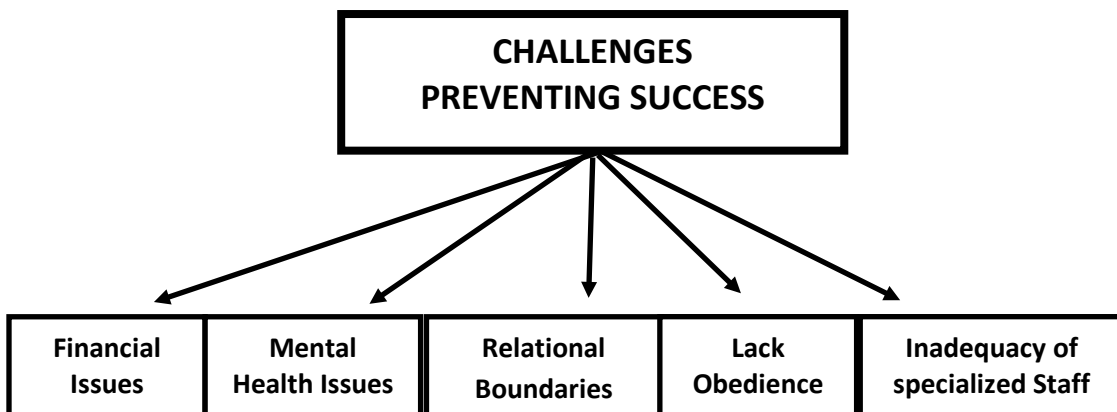 CHALLENGES
PREVENTING SUCCESS
Financial
Issues
Mental
Health Issues
Relational
Boundaries
Lack
Obedience
Inadequacy of
specialized Staff